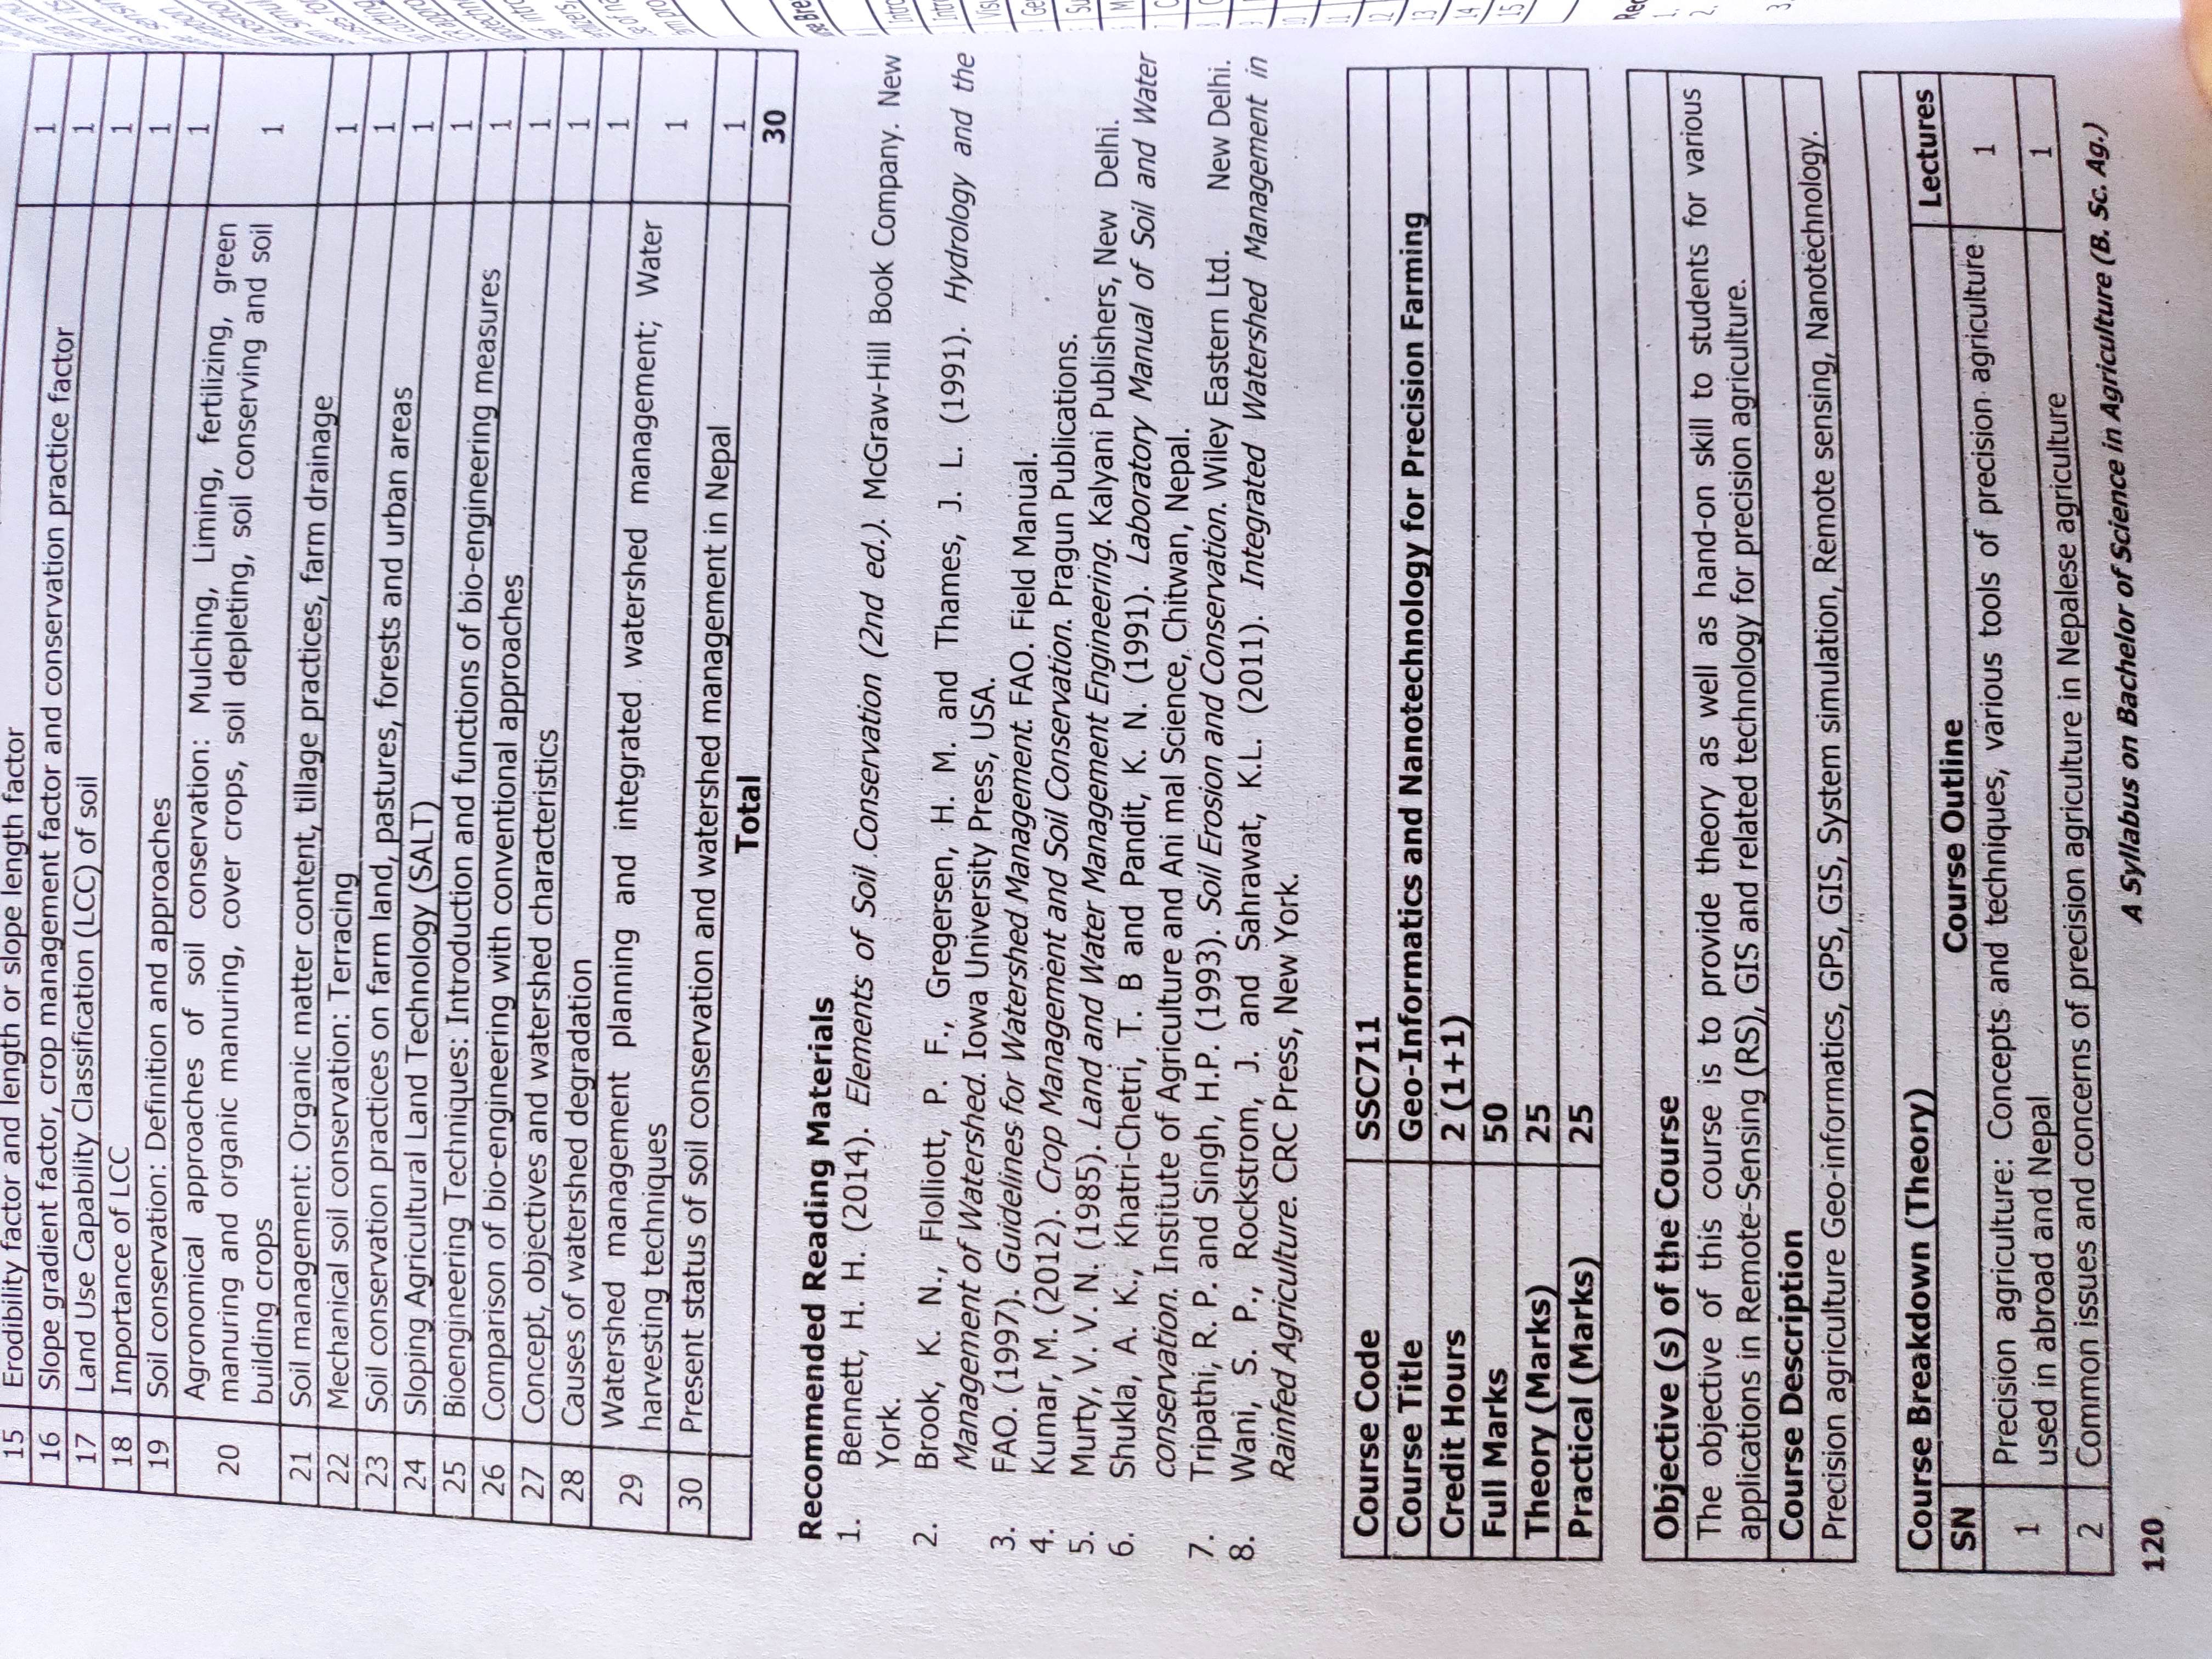 15 Erodibility factor and length or slope length factor 1
16 Slope gradient factor, crop management factor and conservation practice factor 1
17 Land Use Capability Classification (LCC) of soil 1
18 Importance of LCC 1
19 Soil conservation: Definition and approaches 1
Agronomical approaches of soil conservation: Mulching, Liming, fertilizing, green
20 manuring and organic manuring, cover crops, soil depleting, soil conserving and soil 1
building crops
21 Soil management: Organic matter content, tillage practices, farm drainage 1
22 Mechanical soil conservation: Terracing 1
23 Soil conservation practices on farm land, pastures, forests and urban areas 1
24 Sloping Agricultural Land Technology (SALT) 1
25 Bioengineering Techniques: Introduction and functions of bio-engineering measures 1
26 Comparison of bio-engineering with conventional approaches 1
27 Concept, objectives and watershed characteristics 1
28 Causes of watershed degradation 1
29 Watershed management planning and integrated watershed management; Water 1
harvesting techniques
30 Present status of soil conservation and watershed management in Nepal 1
Total 30
Recommended Reading Materials
1. Bennett, H. H. (2014). Elements of Soil Conservation (2nd ed.). McGraw-Hill Book Company. New
York.
2. Brook, K. N., Flolliott, P. F., Gregersen, H. M. and Thames, J. L. (1991). Hydrology and the
Management of Watershed. Iowa University Press, USA.
3. FAO. (1997). Guidelines for Watershed Management. FAO. Field Manual.
4. Kumar, M. (2012). Crop Management and Soil Conservation. Pragun Publications.
5. Murty, V. V. N. (1985). Land and Water Management Engineering. Kalyani Publishers, New Delhi.
6. Shukla, A. K., Khatri-Chetri, T. B and Pandit, K. N. (1991). Laboratory Manual of Soil and Water
conservation. Institute of Agriculture and Ani mal Science, Chitwan, Nepal.
7. Tripathi, R. P. and Singh, H.P. (1993). Soil Erosion and Conservation. Wiley Eastern Ltd. New Delhi.
8. Wani, S. P., Rockstrom, J. and Sahrawat, K.L. (2011). Integrated Watershed Management in
Rainfed Agriculture. CRC Press, New York.
Course Code SSC711
Course Title Geo-Informatics and Nanotechnology for Precision Farming
Credit Hours 2 (1+1)
Full Marks 50
Theory (Marks) 25
Practical (Marks) 25
Objective (s) of the Course
The objective of this course is to provide theory as well as hand-on skill to students for various
applications in Remote-Sensing (RS), GIS and related technology for precision agriculture.
Course Description
Precision agriculture Geo-informatics, GPS, GIS, System simulation, Remote sensing, Nanotechnology.
Course Breakdown (Theory)
SN Course Outline Lectures
1 Precision agriculture: Concepts and techniques, various tools of precision agriculture 1
used in abroad and Nepal
2 Common issues and concerns of precision agriculture in Nepalese agriculture 1
A Syllabus on Bachelor of Science in Agriculture (B. Sc. Ag.)
120